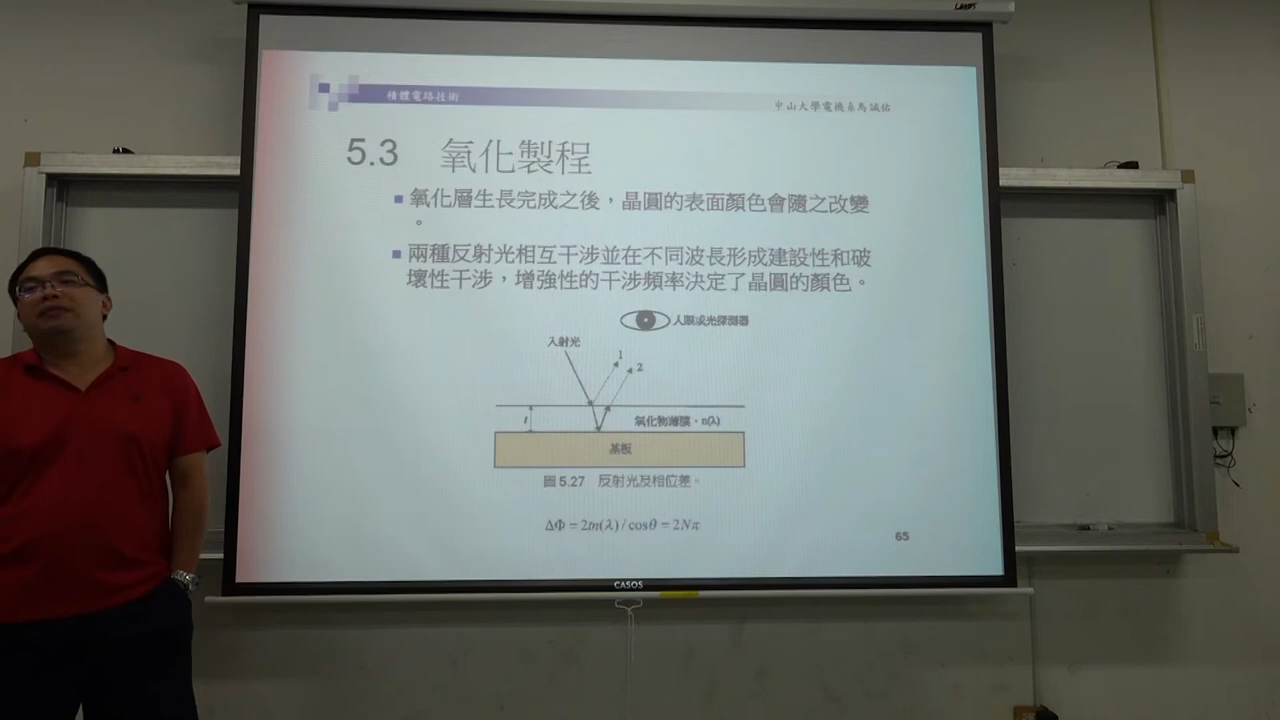 積體電路技術
中山大學電機系馬誠佑
5.3 氧化製程
氧化層生長完成之後，晶圓的表面顏色會隨之改變
。
兩種反射光相互干涉並在不同波長形成建設性和破
壞性干涉，增強性的干涉頻率決定了晶圓的顏色。
人眼或光探測器
入射光
1
2
t
氧化物薄膜，n(λ)
基板
圖 5.27 反射光及相位差。
ΔΦ = 2tn(λ) / cosθ = 2Nπ
65
CASOS